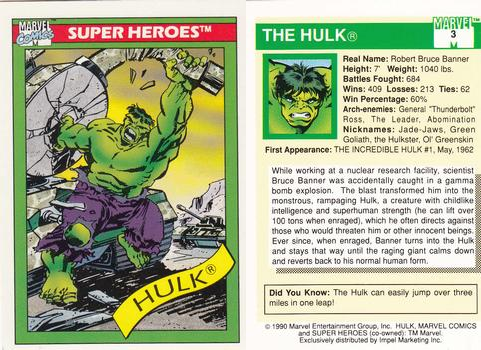 MARVEL COMICS
SUPER HEROES™
HULK®
THE HULK®
MARVEL™
3
Real Name: Robert Bruce Banner
Height: 7' Weight: 1040 lbs.
Battles Fought: 684
Wins: 409 Losses: 213 Ties: 62
Win Percentage: 60%
Arch-enemies: General "Thunderbolt"
Ross, The Leader, Abomination
Nicknames: Jade-Jaws, Green
Goliath, the Hulkster, Ol' Greenskin
First Appearance: THE INCREDIBLE HULK #1, May, 1962
While working at a nuclear research facility, scientist
Bruce Banner was accidentally caught in a gamma
bomb explosion. The blast transformed him into the
monstrous, rampaging Hulk, a creature with childlike
intelligence and superhuman strength (he can lift over
100 tons when enraged), which he often directs against
those who would threaten him or other innocent beings.
Ever since, when enraged, Banner turns into the Hulk
and stays that way until the raging giant calms down
and reverts back to his normal human form.
Did You Know: The Hulk can easily jump over three
miles in one leap!
© 1990 Marvel Entertainment Group, Inc. HULK, MARVEL COMICS
and SUPER HEROES (co-owned): TM Marvel.
Exclusively distributed by Impel Marketing Inc.